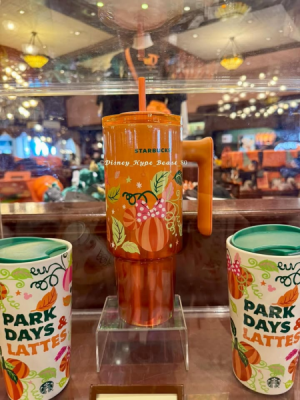 STARBUCKS
Disney Hype Beast
PARK
DAYS &
LATTES
PARK
DAYS &
LATTES